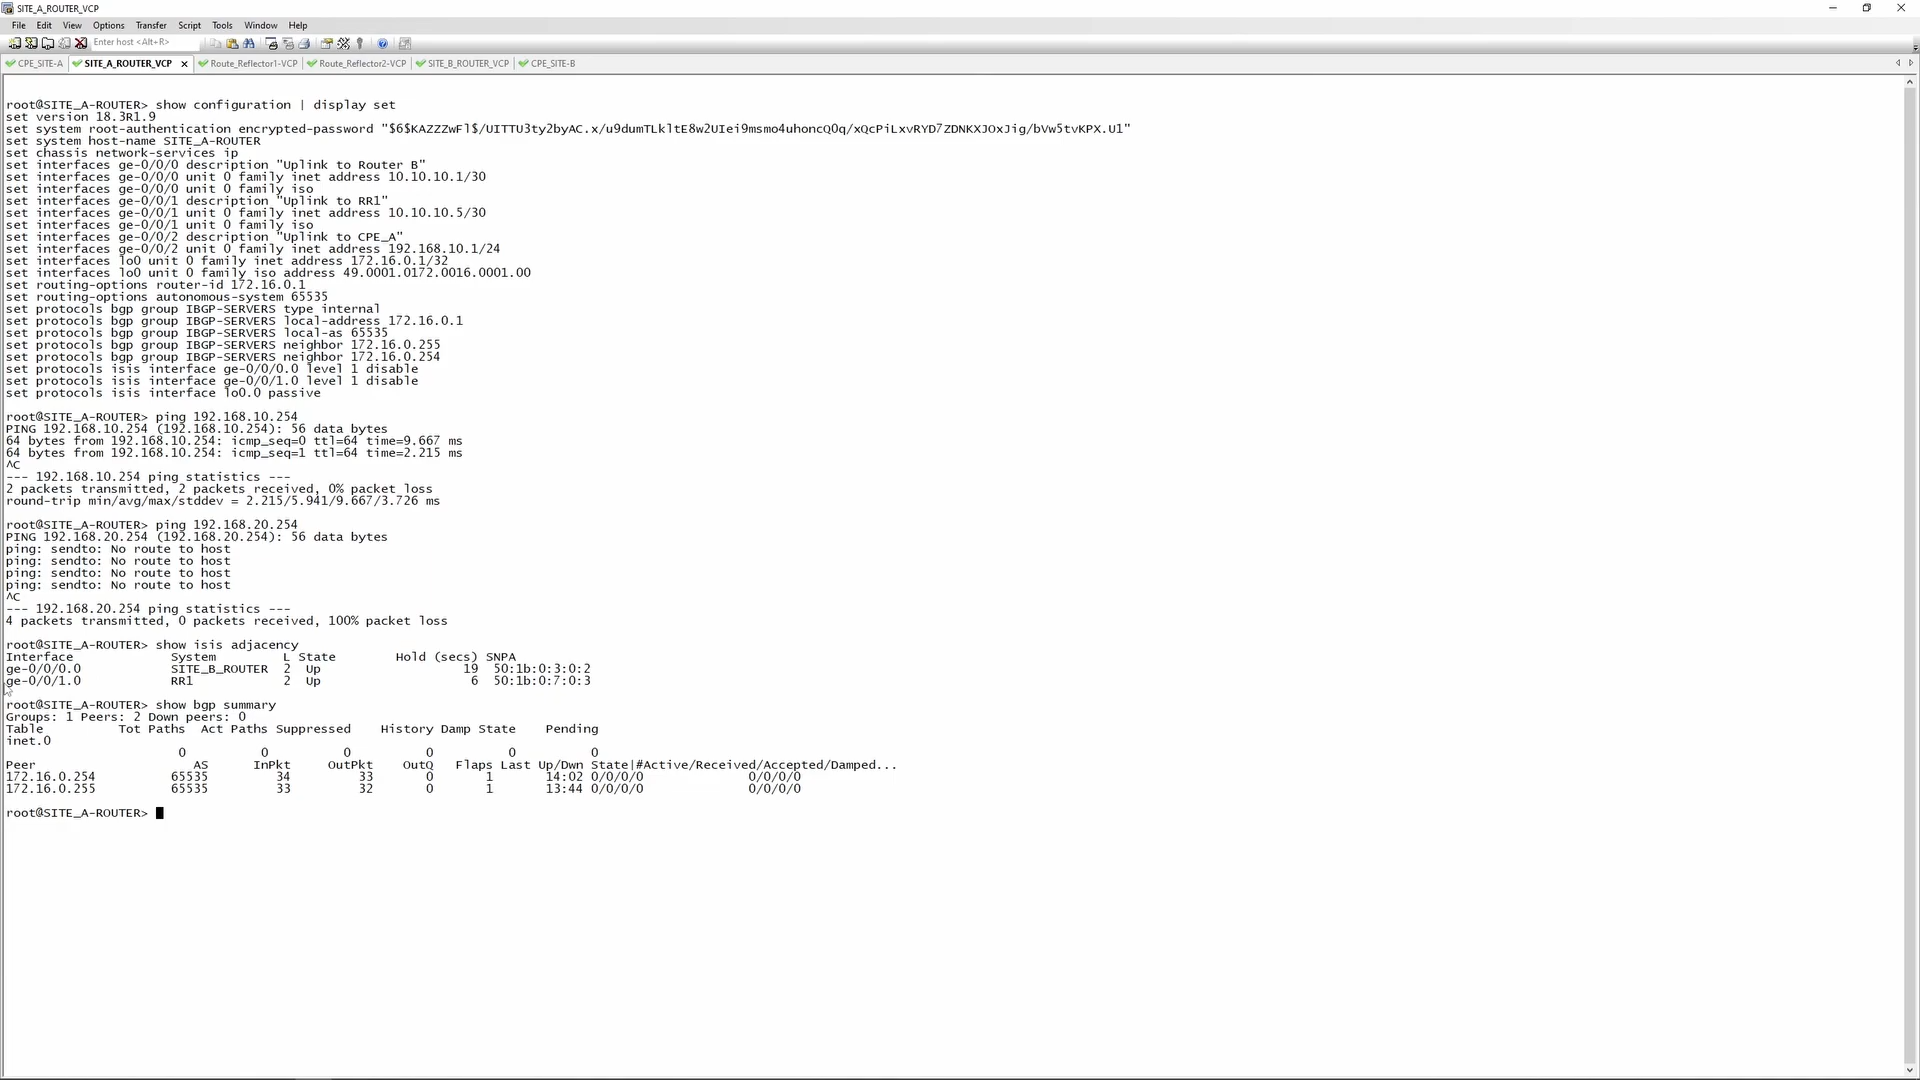 SITE_A_ROUTER_VCP
File Edit View Options Transfer Script Tools Window Help
Enter host <Alt+R>
CPE_SITE-A SITE_A_ROUTER_VCP Route_Reflector1-VCP Route_Reflector2-VCP SITE_B_ROUTER_VCP CPE_SITE-B
root@SITE_A-ROUTER> show configuration | display set
set version 18.3R1.9
set system root-authentication encrypted-password "$6$KAZZZwFl$/UITTU3ty2byAC.x/u9dumTLkltE8w2UIei9msmo4uhoncQ0q/xQcPiLxvRYD7ZDNKXJOxJig/bVw5tvKPX.U1"
set system host-name SITE_A-ROUTER
set chassis network-services ip
set interfaces ge-0/0/0 description "Uplink to Router B"
set interfaces ge-0/0/0 unit 0 family inet address 10.10.10.1/30
set interfaces ge-0/0/0 unit 0 family iso
set interfaces ge-0/0/1 description "Uplink to RR1"
set interfaces ge-0/0/1 unit 0 family inet address 10.10.10.5/30
set interfaces ge-0/0/1 unit 0 family iso
set interfaces ge-0/0/2 description "Uplink to CPE_A"
set interfaces ge-0/0/2 unit 0 family inet address 192.168.10.1/24
set interfaces lo0 unit 0 family inet address 172.16.0.1/32
set interfaces lo0 unit 0 family iso address 49.0001.0172.0016.0001.00
set routing-options router-id 172.16.0.1
set routing-options autonomous-system 65535
set protocols bgp group IBGP-SERVERS type internal
set protocols bgp group IBGP-SERVERS local-address 172.16.0.1
set protocols bgp group IBGP-SERVERS local-as 65535
set protocols bgp group IBGP-SERVERS neighbor 172.16.0.255
set protocols bgp group IBGP-SERVERS neighbor 172.16.0.254
set protocols isis interface ge-0/0/0.0 level 1 disable
set protocols isis interface ge-0/0/1.0 level 1 disable
set protocols isis interface lo0.0 passive
root@SITE_A-ROUTER> ping 192.168.10.254
PING 192.168.10.254 (192.168.10.254): 56 data bytes
64 bytes from 192.168.10.254: icmp_seq=0 ttl=64 time=9.667 ms
64 bytes from 192.168.10.254: icmp_seq=1 ttl=64 time=2.215 ms
^C
--- 192.168.10.254 ping statistics ---
2 packets transmitted, 2 packets received, 0% packet loss
round-trip min/avg/max/stddev = 2.215/5.941/9.667/3.726 ms
root@SITE_A-ROUTER> ping 192.168.20.254
PING 192.168.20.254 (192.168.20.254): 56 data bytes
ping: sendto: No route to host
ping: sendto: No route to host
ping: sendto: No route to host
ping: sendto: No route to host
^C
--- 192.168.20.254 ping statistics ---
4 packets transmitted, 0 packets received, 100% packet loss
root@SITE_A-ROUTER> show isis adjacency
Interface System L State Hold (secs) SNPA
ge-0/0/0.0 SITE_B_ROUTER 2 Up 19 50:1b:0:3:0:2
ge-0/0/1.0 RR1 2 Up 6 50:1b:0:7:0:3
root@SITE_A-ROUTER> show bgp summary
Groups: 1 Peers: 2 Down peers: 0
Table Tot Paths Act Paths Suppressed History Damp State Pending
inet.0
0 0 0 0 0 0
Peer AS InPkt OutPkt OutQ Flaps Last Up/Dwn State|#Active/Received/Accepted/Damped...
172.16.0.254 65535 34 33 0 1 14:02 0/0/0/0 0/0/0/0
172.16.0.255 65535 33 32 0 1 13:44 0/0/0/0 0/0/0/0
root@SITE_A-ROUTER>